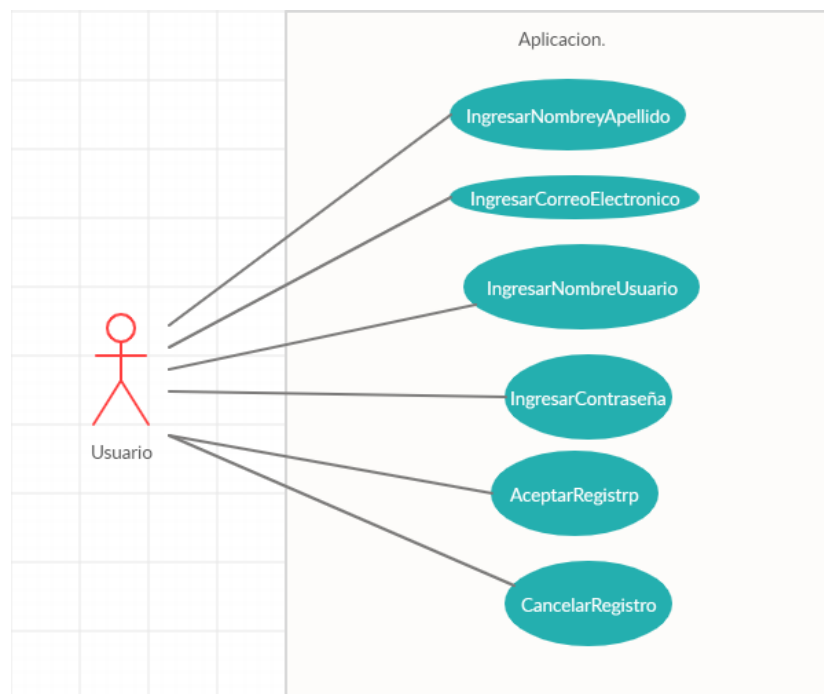 Aplicacion.
IngresarNombreyApellido
IngresarCorreoElectronico
IngresarNombreUsuario
IngresarContraseña
Usuario
AceptarRegistrp
CancelarRegistro